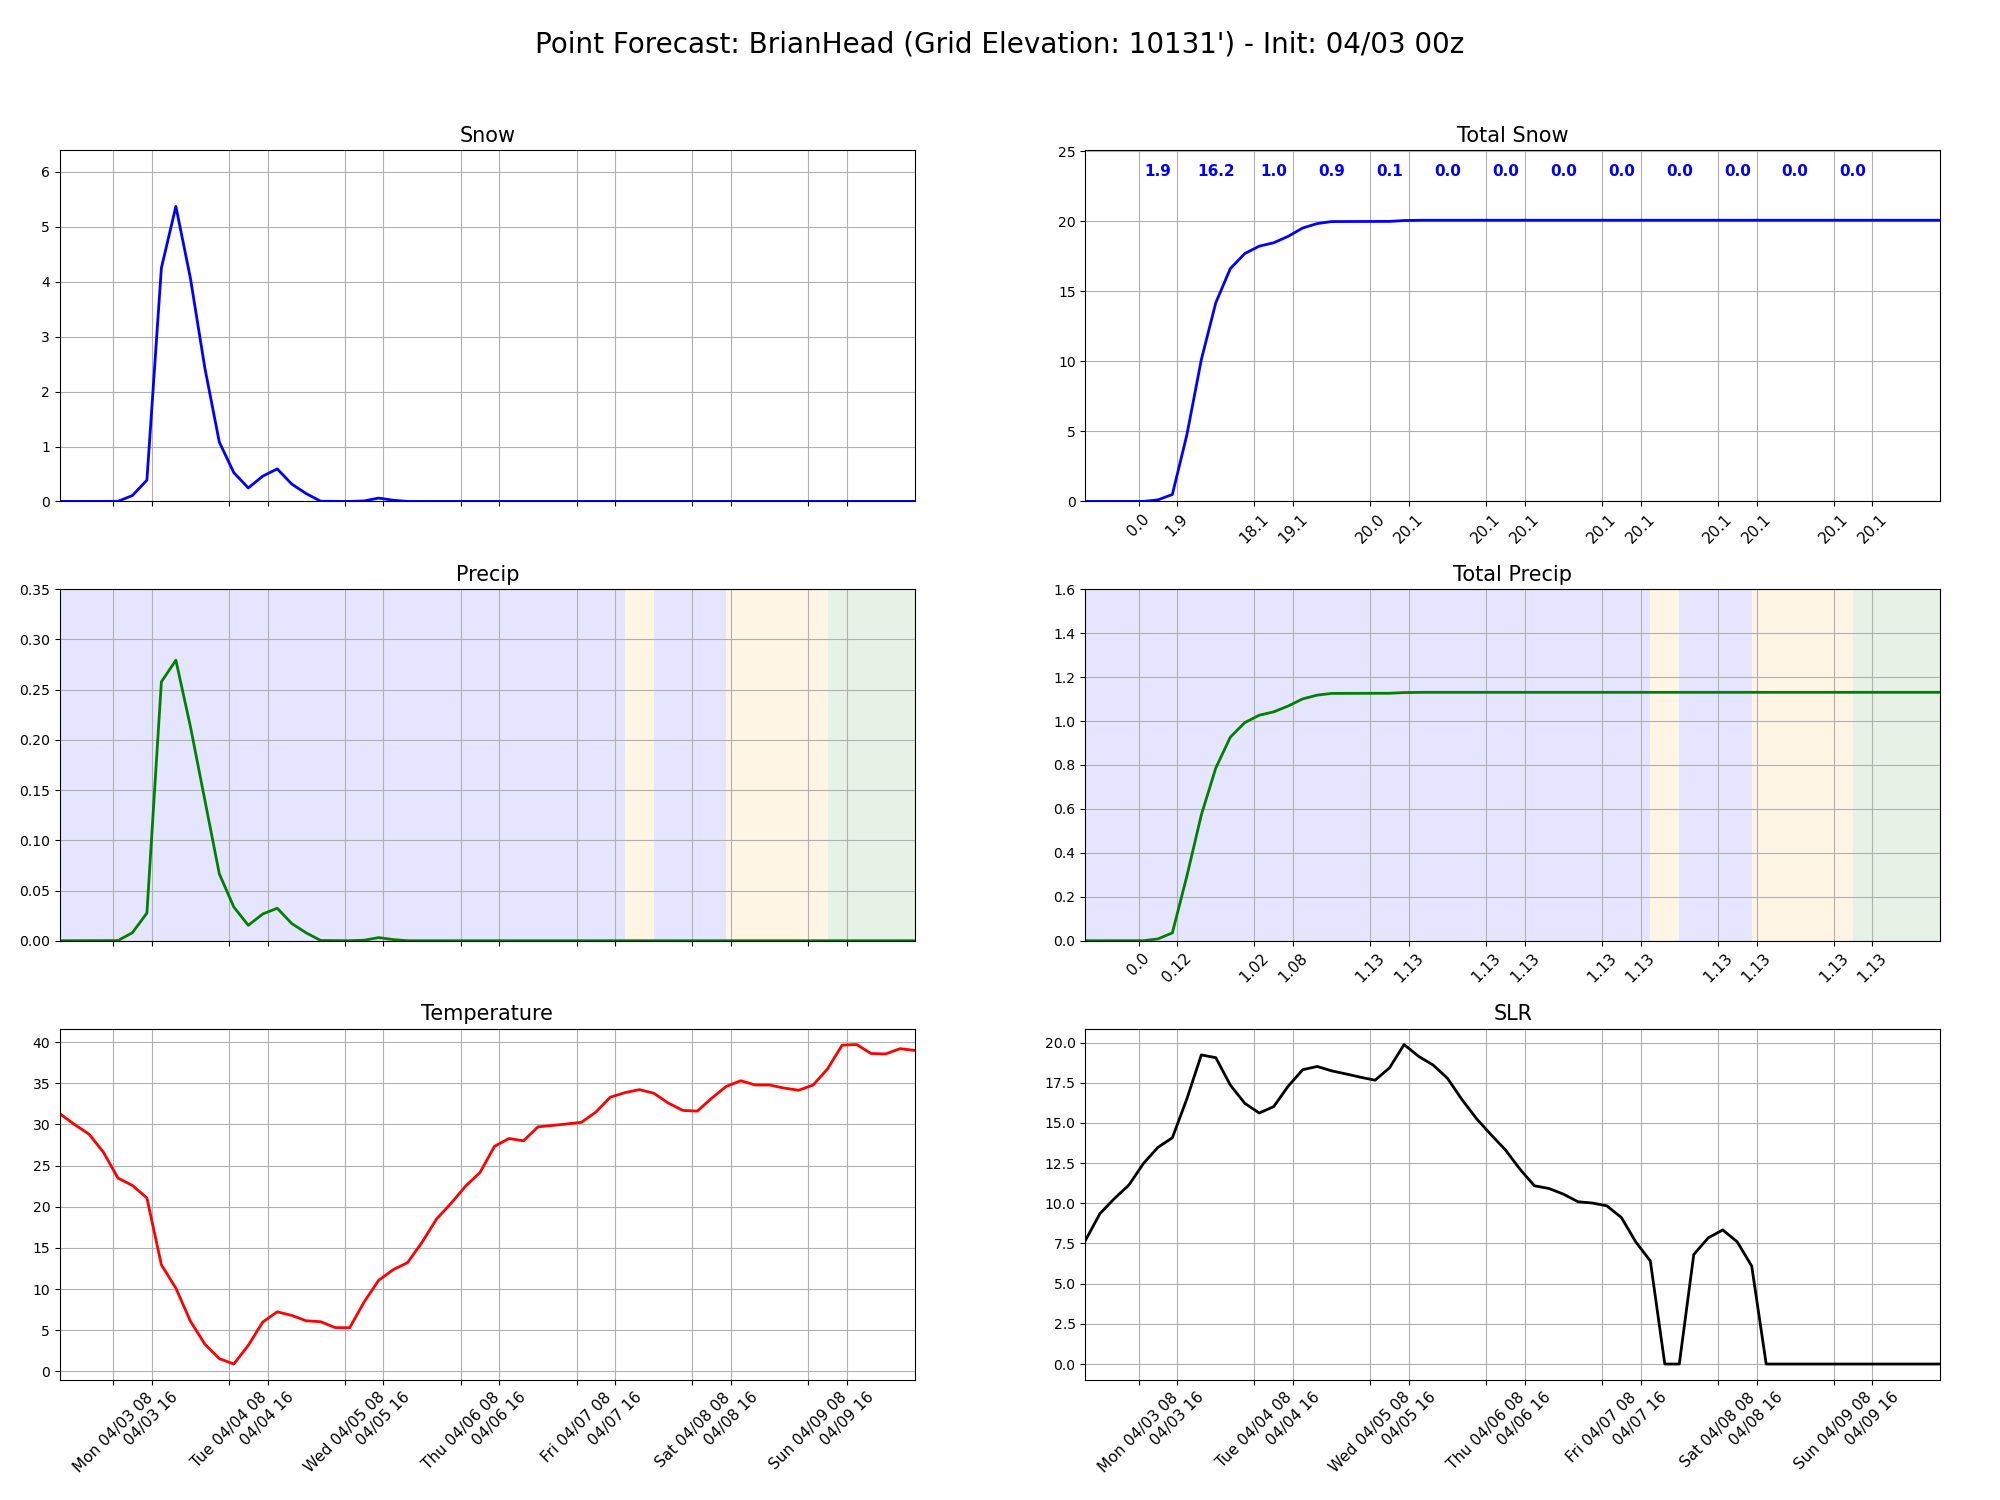 Point Forecast: BrianHead (Grid Elevation: 10131') - Init: 04/03 00z
Snow
6
5
4
3
2
1
0
Total Snow
1.9 16.2 1.0 0.9 0.1 0.0 0.0 0.0 0.0 0.0 0.0 0.0 0.0
25
20
15
10
5
0
0.0 1.9 18.1 19.1 20.0 20.1 20.1 20.1 20.1 20.1 20.1 20.1 20.1 20.1
Precip
0.35
0.30
0.25
0.20
0.15
0.10
0.05
0.00
Total Precip
1.6
1.4
1.2
1.0
0.8
0.6
0.4
0.2
0.0
0.0 0.12 1.02 1.08 1.13 1.13 1.13 1.13 1.13 1.13 1.13 1.13 1.13 1.13
Temperature
40
35
30
25
20
15
10
5
0
Mon 04/03 08
04/03 16
Tue 04/04 08
04/04 16
Wed 04/05 08
04/05 16
Thu 04/06 08
04/06 16
Fri 04/07 08
04/07 16
Sat 04/08 08
04/08 16
Sun 04/09 08
04/09 16
SLR
20.0
17.5
15.0
12.5
10.0
7.5
5.0
2.5
0.0
Mon 04/03 08
04/03 16
Tue 04/04 08
04/04 16
Wed 04/05 08
04/05 16
Thu 04/06 08
04/06 16
Fri 04/07 08
04/07 16
Sat 04/08 08
04/08 16
Sun 04/09 08
04/09 16